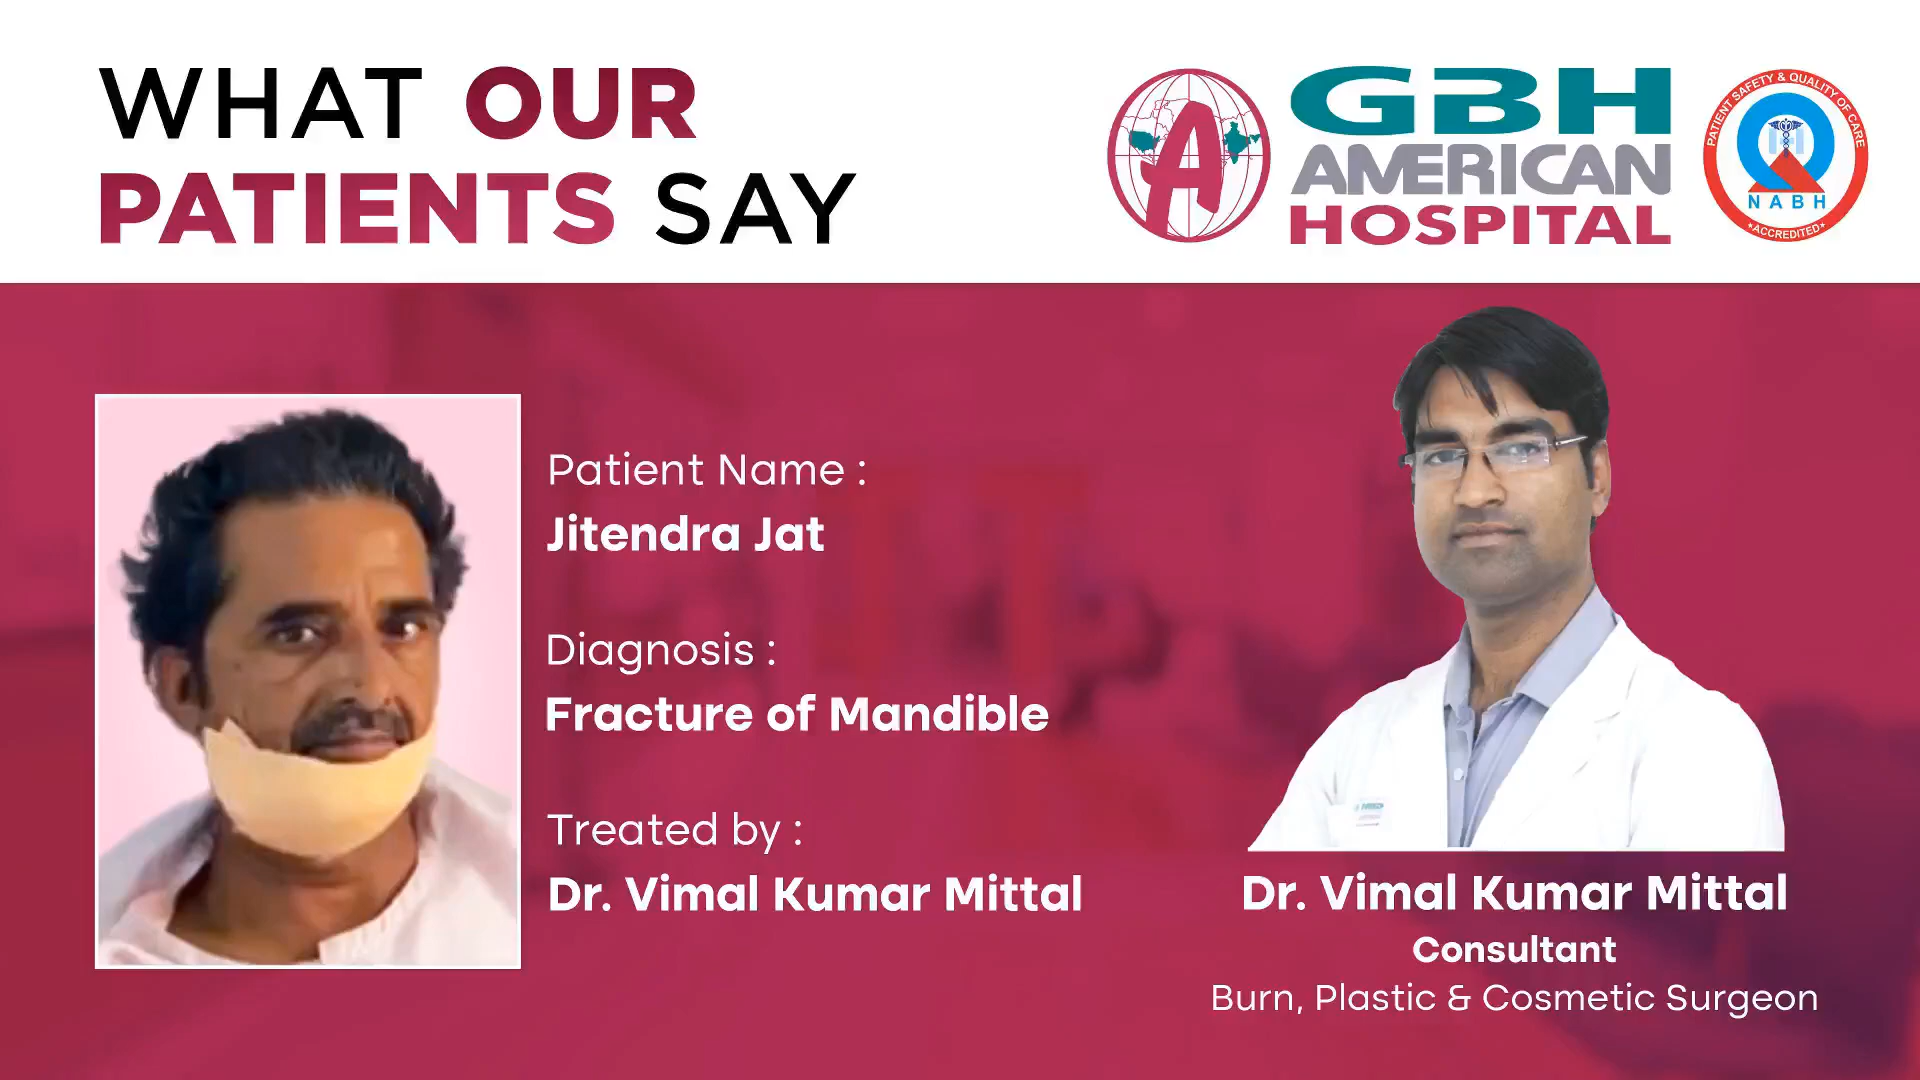 WHAT OUR
PATIENTS SAY
A
GBH
AMERICAN
HOSPITAL
PATIENT SAFETY & QUALITY OF CARE
NABH
*ACCREDITED*
Patient Name :
Jitendra Jat
Diagnosis :
Fracture of Mandible
Treated by :
Dr. Vimal Kumar Mittal
Dr. Vimal Kumar Mittal
Consultant
Burn, Plastic & Cosmetic Surgeon